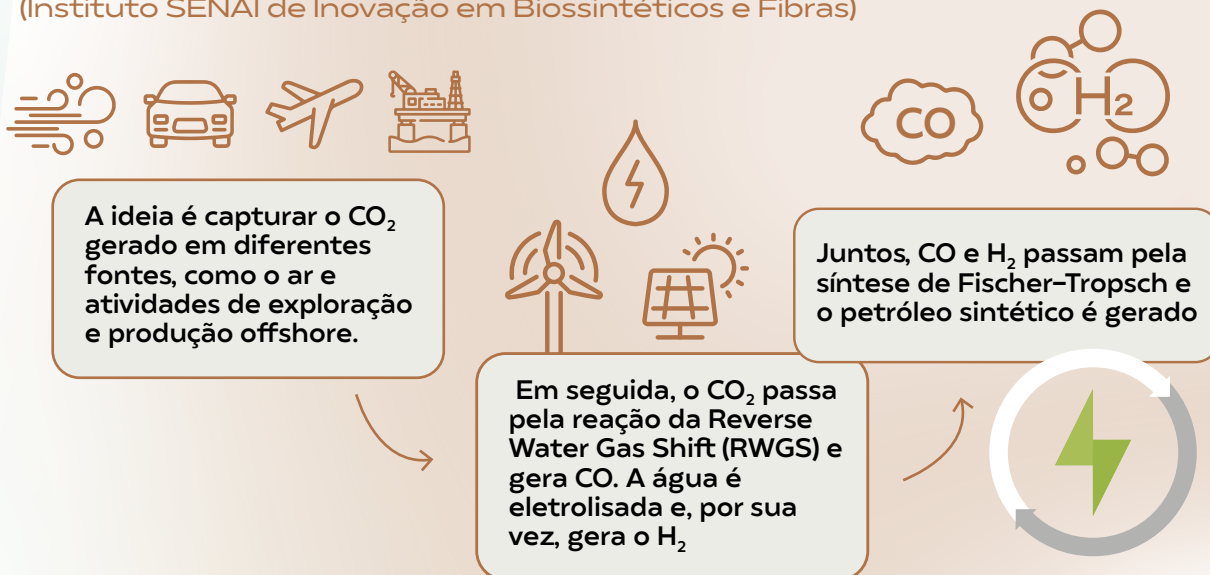 (Instituto SENAI de Inovação em Biossintéticos e Fibras)
A ideia é capturar o CO₂
gerado em diferentes
fontes, como o ar e
atividades de exploração
e produção offshore.
Em seguida, o CO₂ passa
pela reação da Reverse
Water Gas Shift (RWGS) e
gera CO. A água é
eletrolisada e, por sua
vez, gera o H₂
CO
H₂
Juntos, CO e H₂ passam pela
síntese de Fischer-Tropsch e
o petróleo sintético é gerado